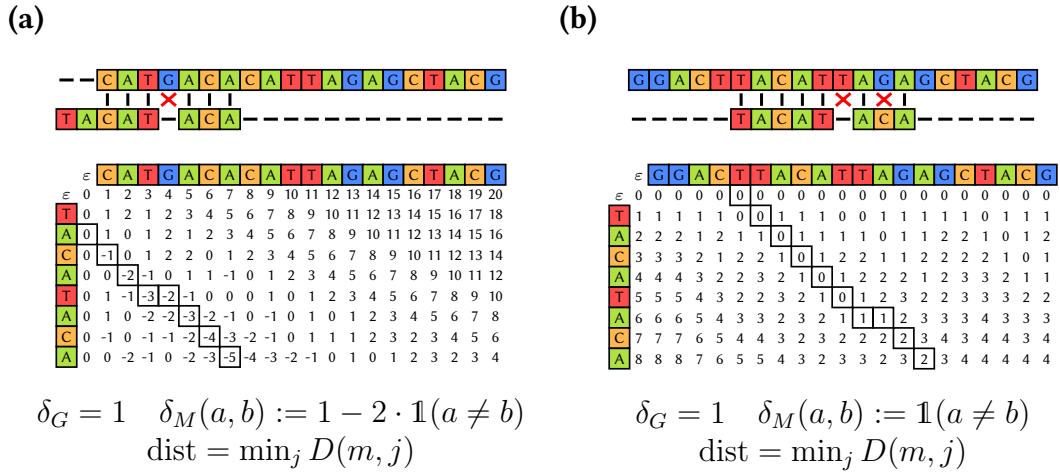 (a)
– – C A T G A C A C A T T A G A G C T A C G
T A C A T – A C A – – – – – – – – – – – – –
ε C A T G A C A C A T T A G A G C T A C G
ε 0 1 2 3 4 5 6 7 8 9 10 11 12 13 14 15 16 17 18 19 20
T 0 1 2 1 2 3 4 5 6 7 8 9 10 11 12 13 14 15 16 17 18
A 0 1 0 1 2 1 2 3 4 5 6 7 8 9 10 11 12 13 14 15 16
C 0 -1 0 1 2 2 0 1 2 3 4 5 6 7 8 9 10 11 12 13 14
A 0 0 -2 -1 0 1 1 -1 0 1 2 3 4 5 6 7 8 9 10 11 12
T 0 1 -1 -3 -2 -1 0 0 0 1 0 1 2 3 4 5 6 7 8 9 10
A 0 1 0 -2 -2 -3 -2 -1 0 -1 0 1 0 1 2 3 4 5 6 7 8
C 0 -1 0 -1 -1 -2 -4 -3 -2 -1 0 1 1 1 2 3 2 3 4 5 6
A 0 0 -2 -1 0 -2 -3 -5 -4 -3 -2 -1 0 1 0 1 2 3 2 3 4
δ_G = 1 δ_M(a, b) := 1 − 2 · 𝟙(a ≠ b)
dist = min_j D(m, j)
(b)
G G A C T T A C A T T A G A G C T A C G
– – – – – T A C A T – A C A – – – – – –
ε G G A C T T A C A T T A G A G C T A C G
ε 0 0 0 0 0 0 0 0 0 0 0 0 0 0 0 0 0 0 0 0 0
T 1 1 1 1 1 0 0 1 1 1 0 0 1 1 1 1 1 0 1 1 1
A 2 2 2 1 2 1 1 0 1 1 1 1 0 1 1 2 2 1 0 1 2
C 3 3 3 2 1 2 2 1 0 1 2 2 1 1 2 2 2 2 1 0 1
A 4 4 4 3 2 2 3 2 1 0 1 2 2 2 1 2 3 3 2 1 1
T 5 5 5 4 3 2 2 3 2 1 0 1 2 3 2 2 3 3 3 2 2
A 6 6 6 5 4 3 3 2 3 2 1 1 1 2 3 3 3 4 3 3 3
C 7 7 7 6 5 4 4 3 2 3 2 2 2 2 3 4 3 4 4 3 4
A 8 8 8 7 6 5 5 4 3 2 3 3 2 3 2 3 4 4 4 4 4
δ_G = 1 δ_M(a, b) := 𝟙(a ≠ b)
dist = min_j D(m, j)